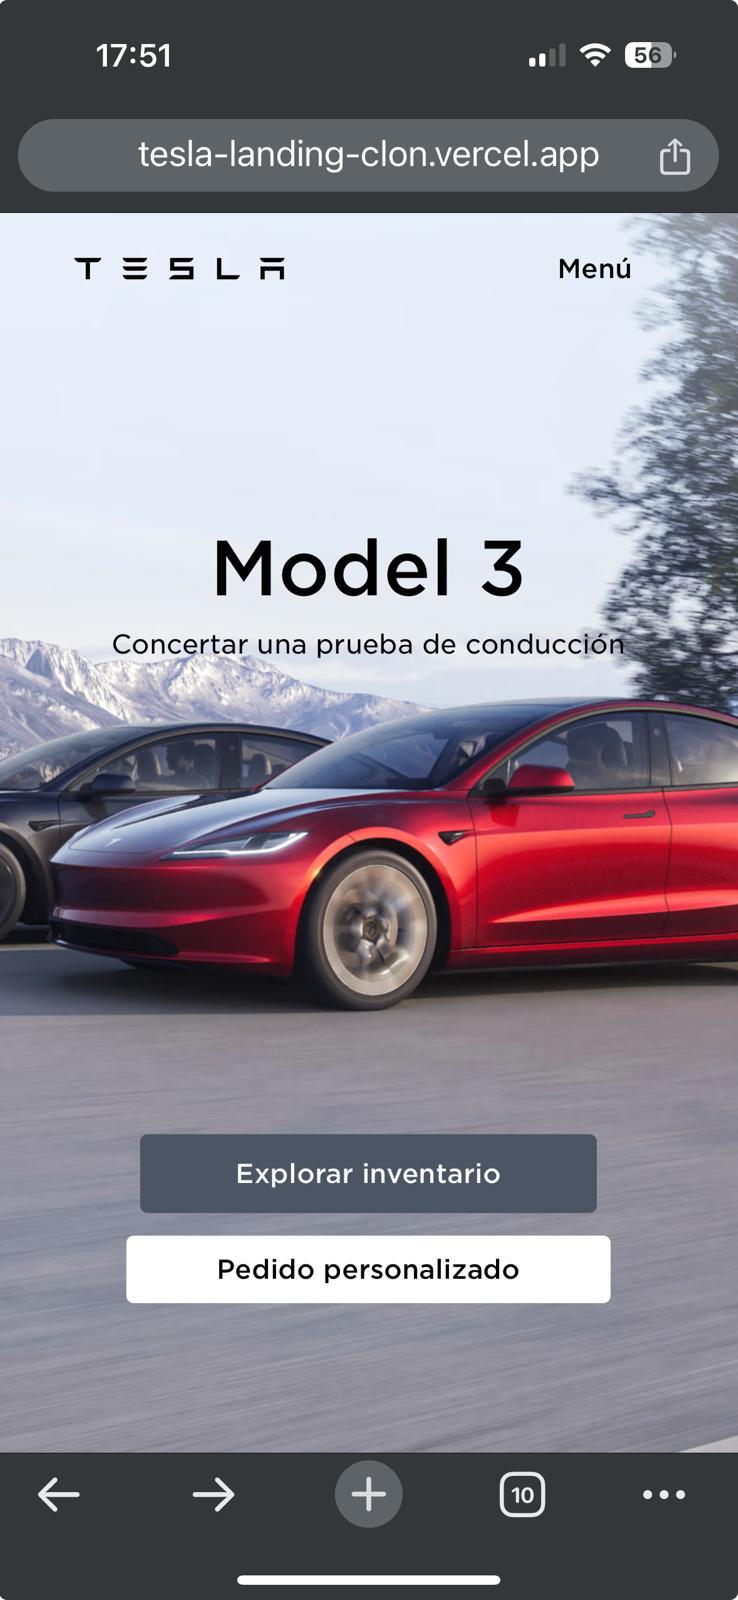 17:51
56
tesla-landing-clon.vercel.app
TESLA
Menú
Model 3
Concertar una prueba de conducción
Explorar inventario
Pedido personalizado
10